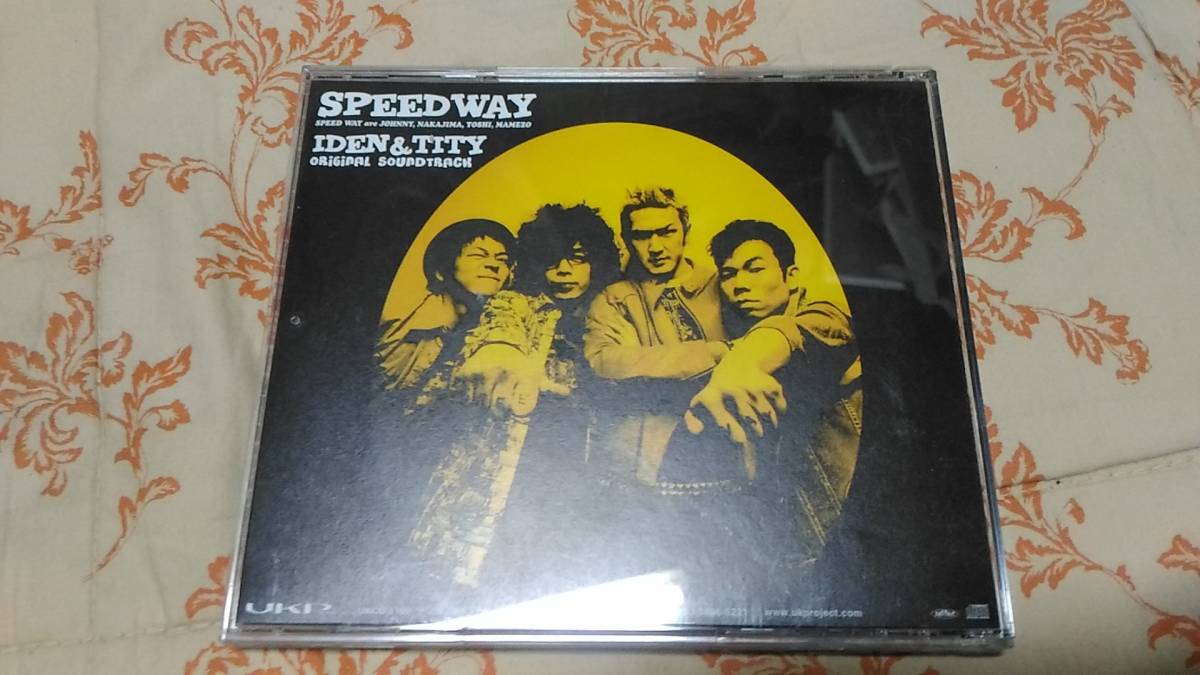 SPEEDWAY
SPEED WAY are JOHNNY, NAKAJIMA, TOSHI, MAMEZO
IDEN & TITY
ORIGINAL SOUNDTRACK
UKP
www.ukproject.com